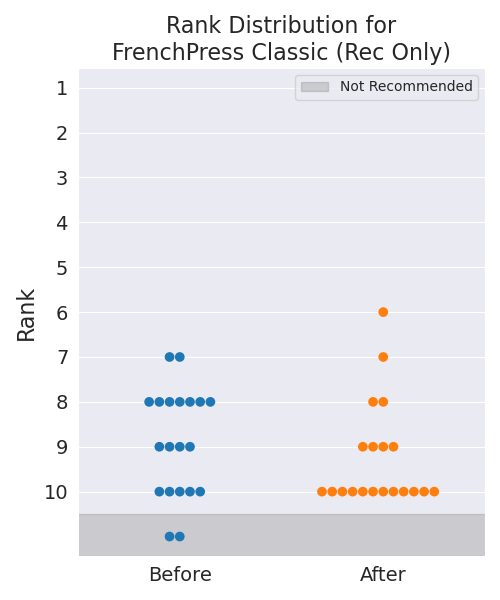 Rank Distribution for
FrenchPress Classic (Rec Only)
Not Recommended
1
2
3
4
5
6
7
8
9
10
Rank
Before
After